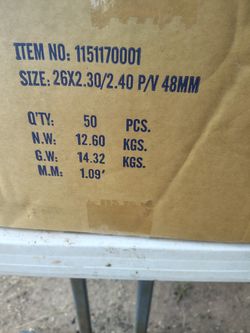 ITEM NO: 1151170001
SIZE: 26X2.30/2.40 P/V 48MM
Q'TY: 50 PCS.
N.W: 12.60 KGS.
G.W: 14.32 KGS.
M.M: 1.09'